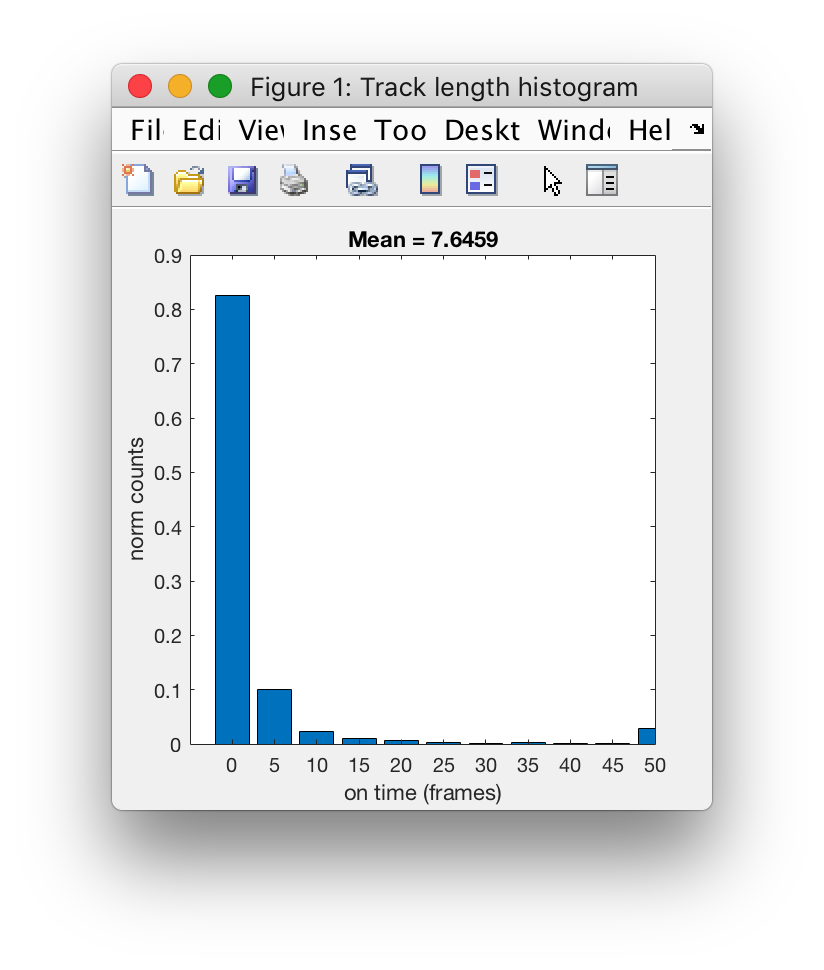 Figure 1: Track length histogram
Fil Edi Viev Inse Too Deskt Wind Hel
Mean = 7.6459
0.9
0.8
0.7
0.6
0.5
0.4
0.3
0.2
0.1
0
norm counts
0 5 10 15 20 25 30 35 40 45 50
on time (frames)